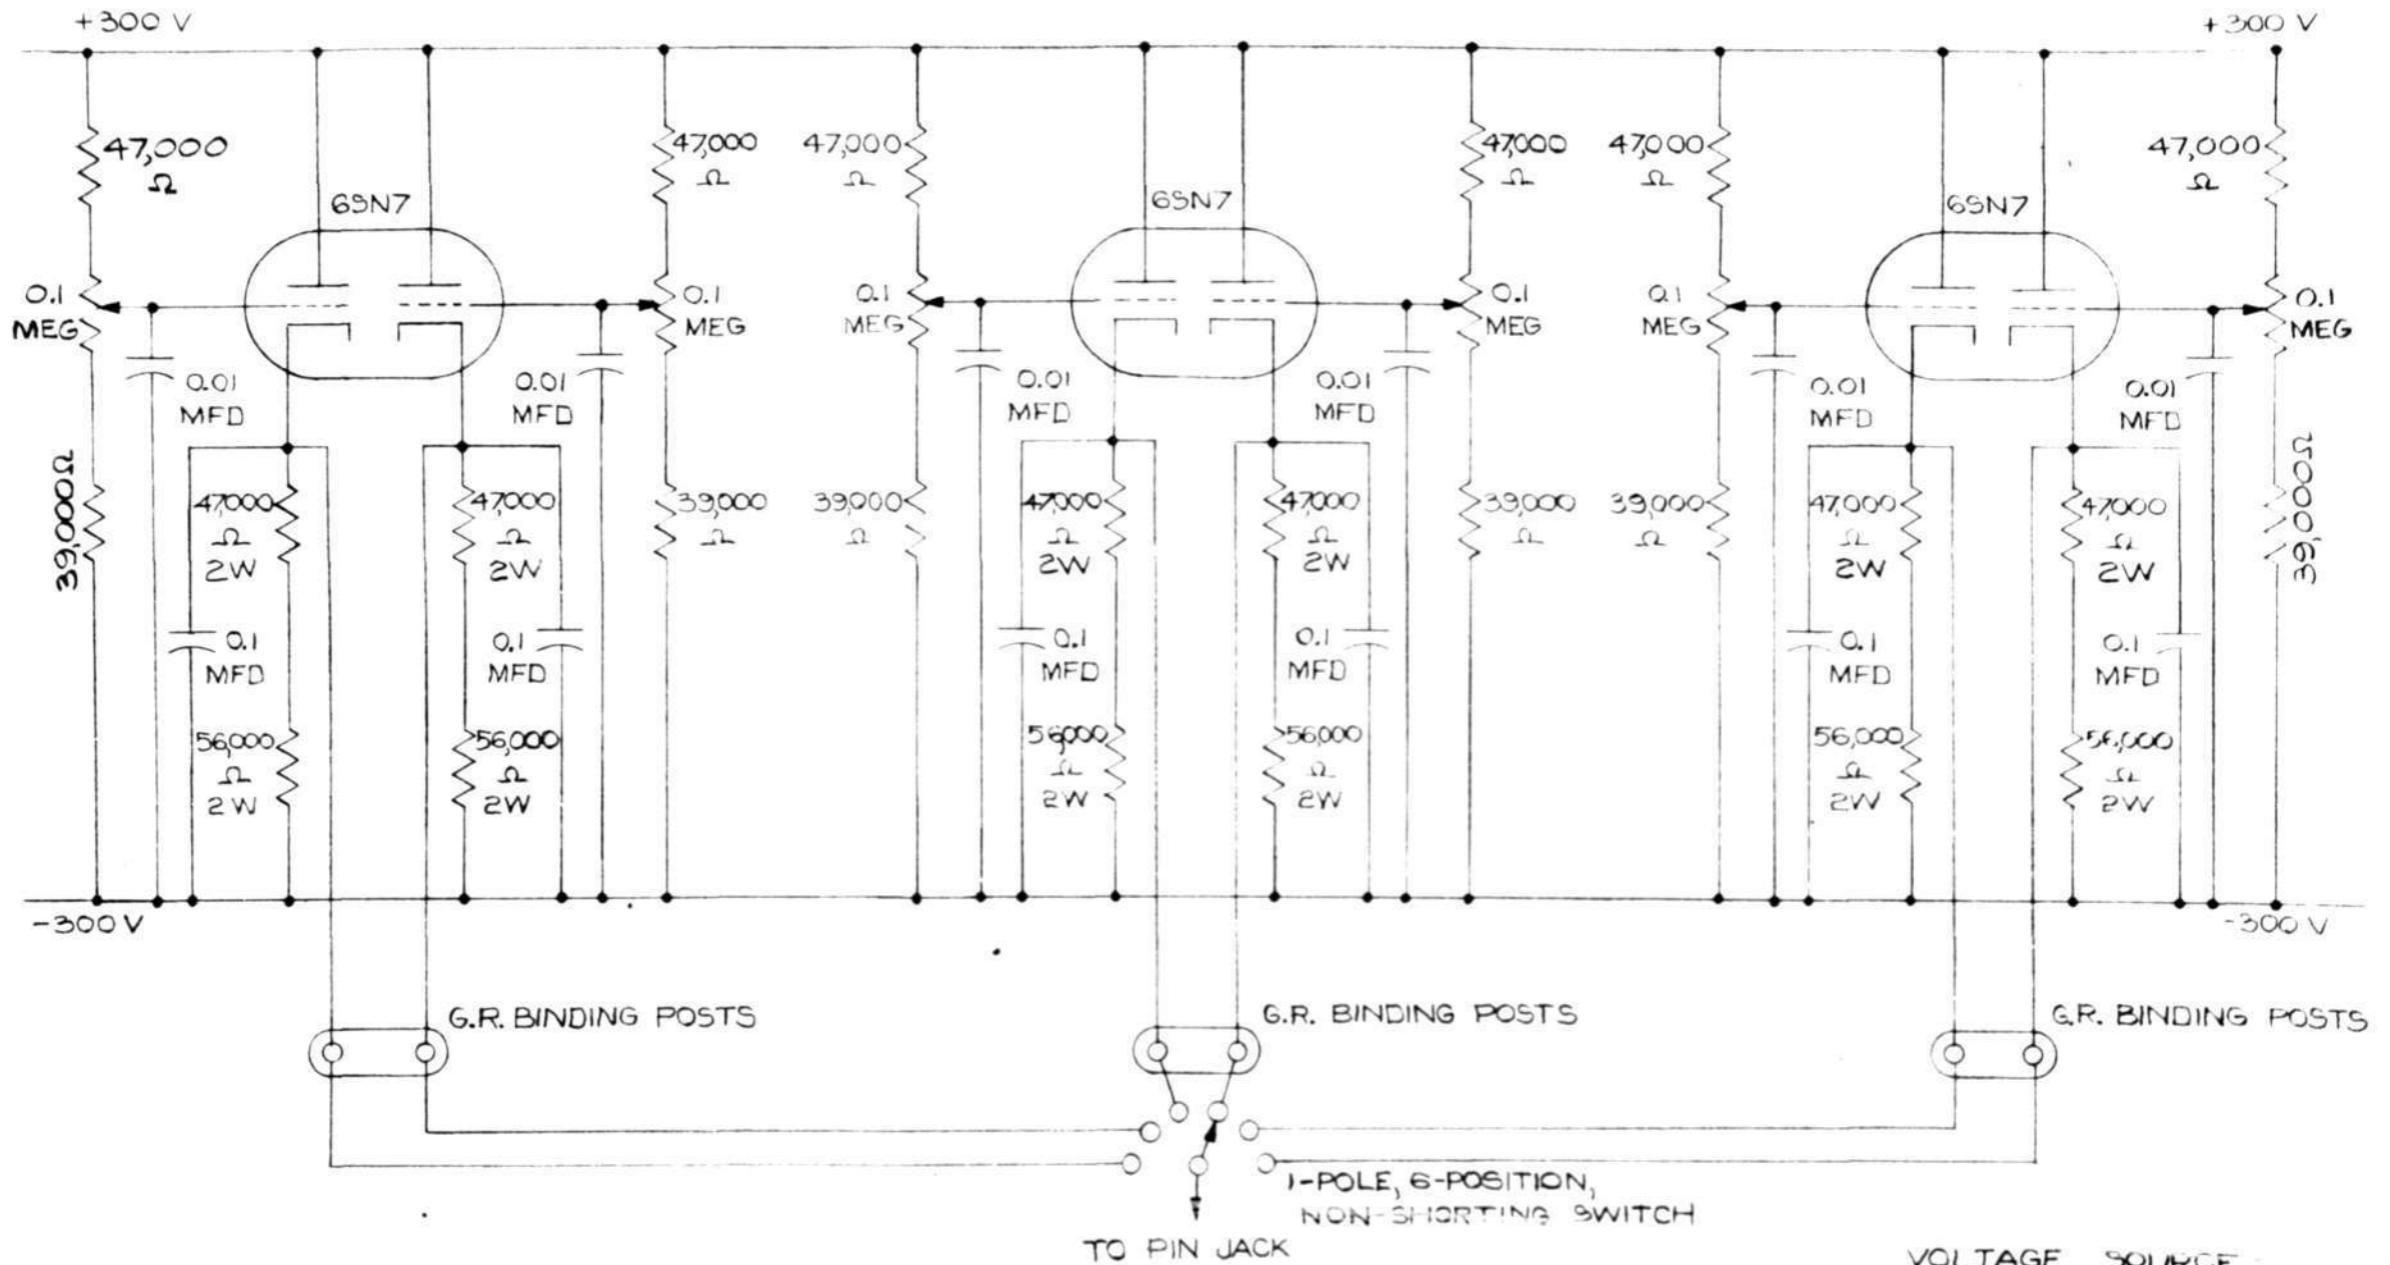 +300 V
+300 V
47,000
Ω
47,000
Ω
47,000
Ω
47,000
Ω
47,000
Ω
47,000
Ω
6SN7
6SN7
6SN7
0.1
MEG
0.1
MEG
0.1
MEG
0.1
MEG
0.1
MEG
0.1
MEG
0.01
MFD
0.01
MFD
0.01
MFD
0.01
MFD
0.01
MFD
0.01
MFD
39,000Ω
47,000
Ω
2W
47,000
Ω
2W
39,000
Ω
39,000
Ω
47,000
Ω
2W
47,000
Ω
2W
39,000
Ω
39,000
Ω
47,000
Ω
2W
47,000
Ω
2W
39,000Ω
0.1
MFD
0.1
MFD
0.1
MFD
0.1
MFD
0.1
MFD
0.1
MFD
56,000
Ω
2W
56,000
Ω
2W
56,000
Ω
2W
56,000
Ω
2W
56,000
Ω
2W
56,000
Ω
2W
-300 V
-300 V
G.R. BINDING POSTS
G.R. BINDING POSTS
G.R. BINDING POSTS
1-POLE, 6-POSITION,
NON-SHORTING SWITCH
TO PIN JACK
VOLTAGE SOURCE